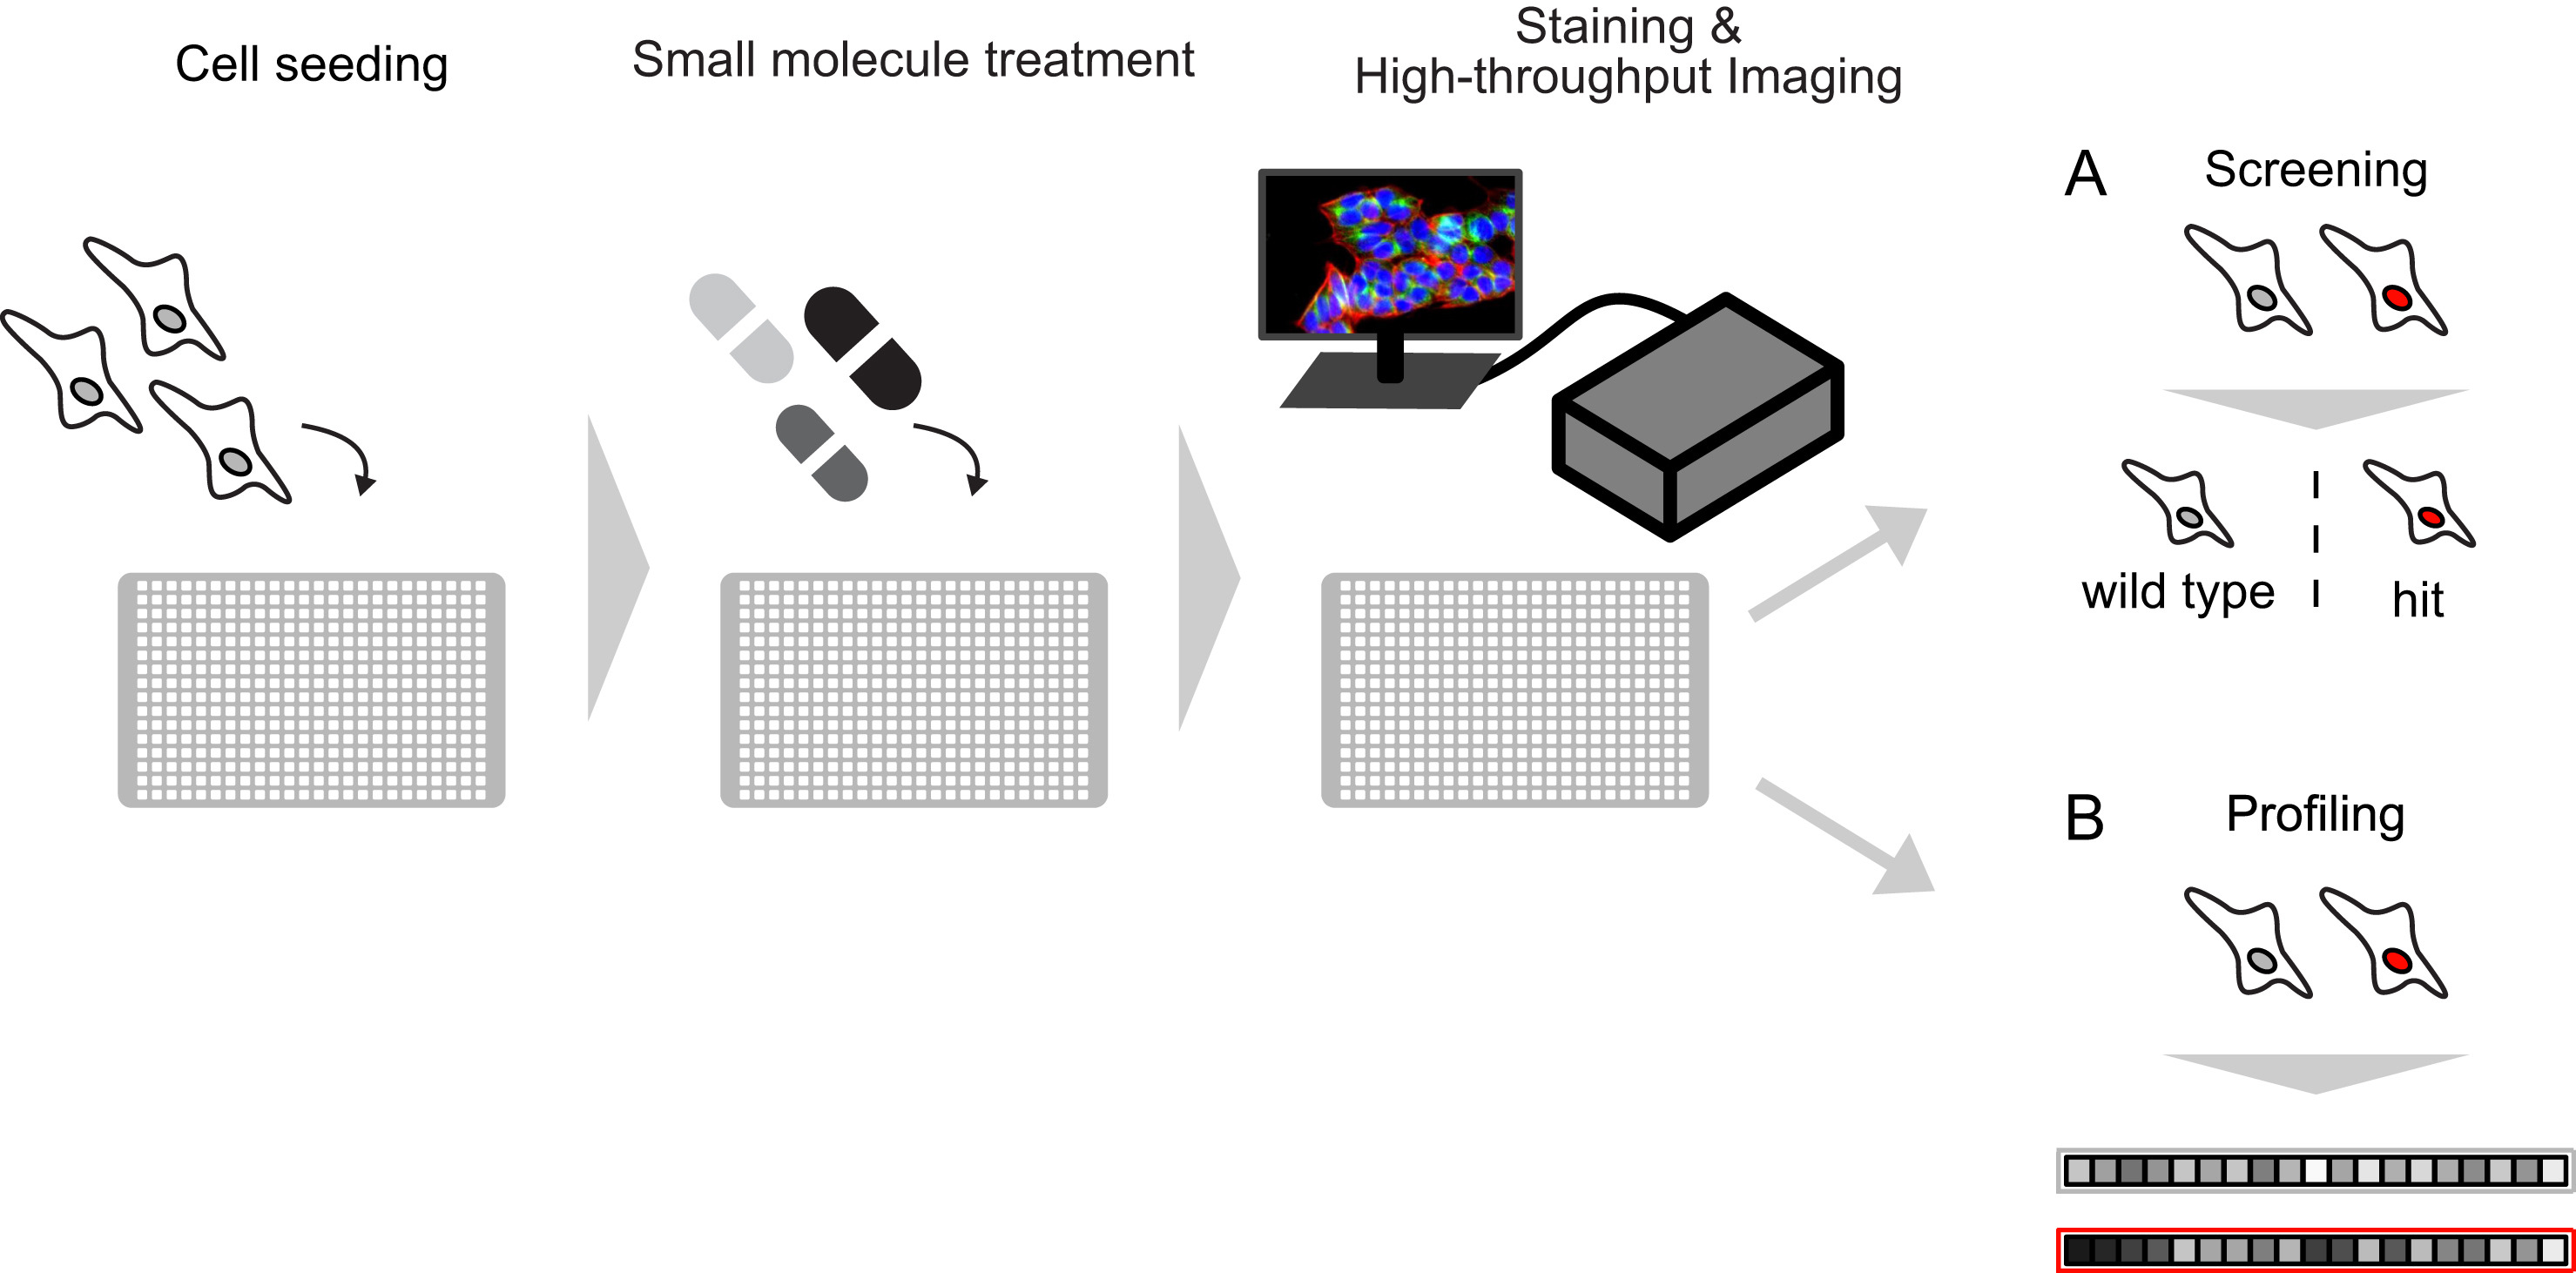 Cell seeding
Small molecule treatment
Staining &
High-throughput Imaging
A
Screening
wild type
hit
B
Profiling